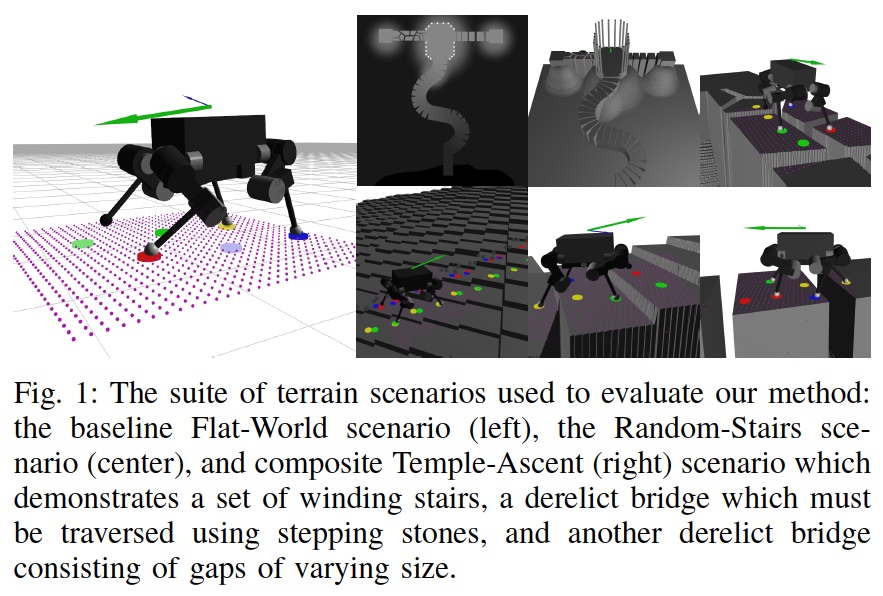 Fig. 1: The suite of terrain scenarios used to evaluate our method:
the baseline Flat-World scenario (left), the Random-Stairs sce-
nario (center), and composite Temple-Ascent (right) scenario which
demonstrates a set of winding stairs, a derelict bridge which must
be traversed using stepping stones, and another derelict bridge
consisting of gaps of varying size.